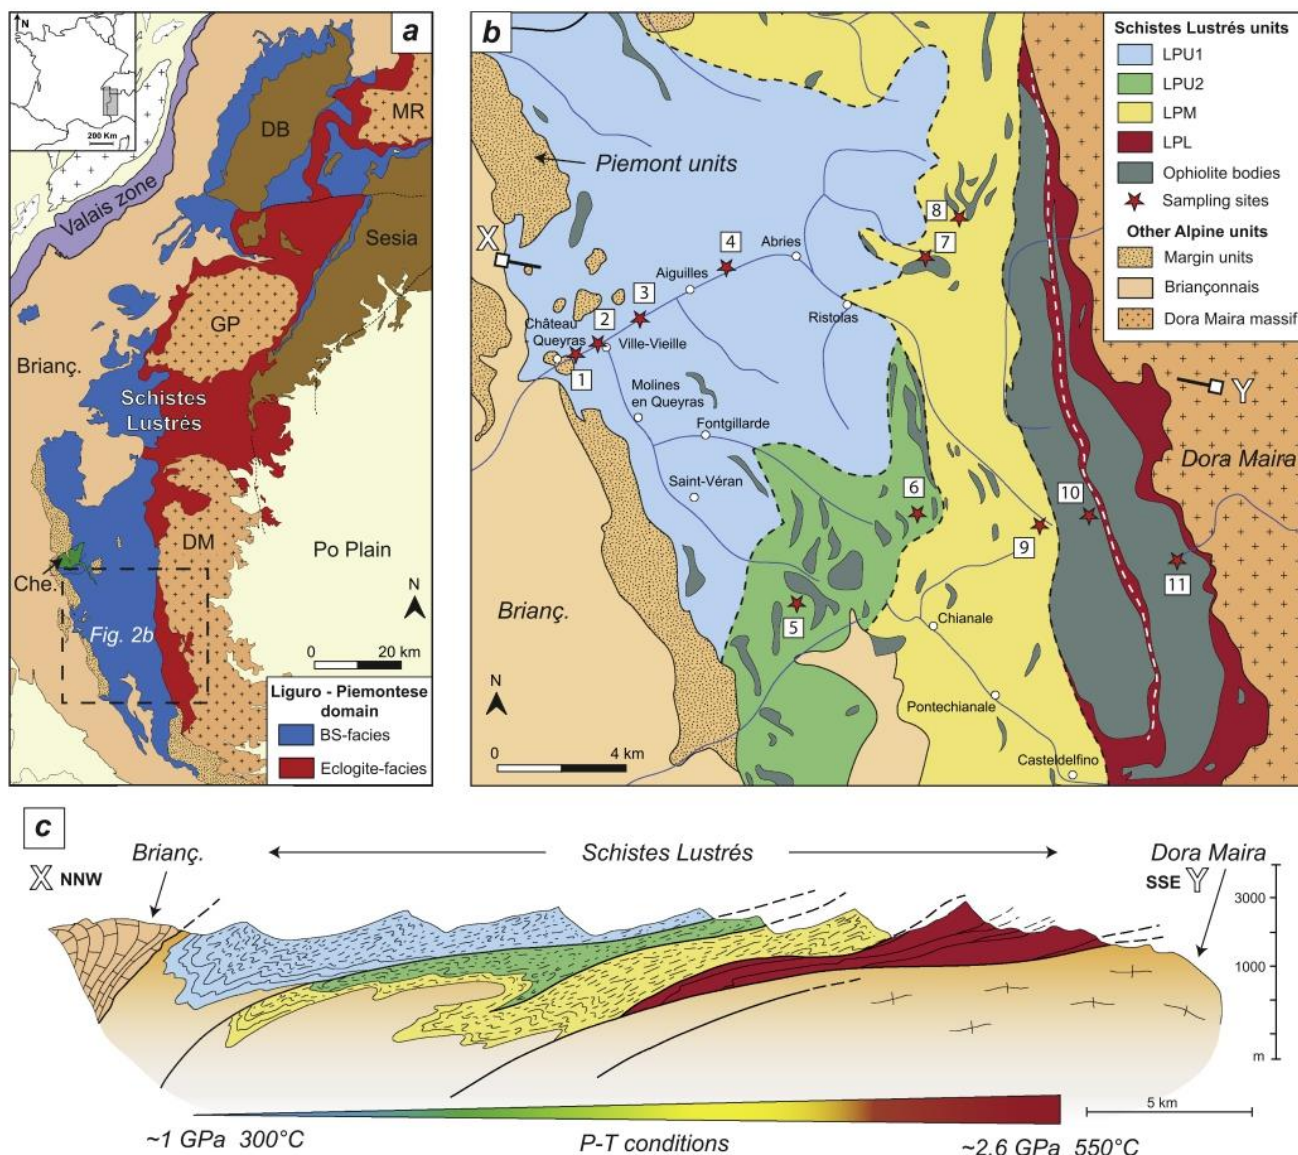 N
200 Km
a
DB
MR
Valais zone
Sesia
GP
Brianç.
Schistes
Lustrés
DM
Po Plain
Che.
N
Fig. 2b
0 20 km
Liguro - Piemontese
domain
BS-facies
Eclogite-facies
b
Piemont units
X
8
7
4
Abries
Aiguilles
3
2
Château
Queyras
Ville-Vieille
Ristolas
1
Molines
en Queyras
Fontgillarde
Saint-Véran
6
10
9
11
5
Brianç.
Chianale
N
Pontechianale
0 4 km
Casteldelfino
Y
Dora Maira
Schistes Lustrés units
LPU1
LPU2
LPM
LPL
Ophiolite bodies
Sampling sites
Other Alpine units
Margin units
Briançonnais
Dora Maira massif
c
Brianç.
Schistes Lustrés
Dora Maira
X NNW
SSE Y
3000
1000
m
5 km
~1 GPa 300°C
P-T conditions
~2.6 GPa 550°C